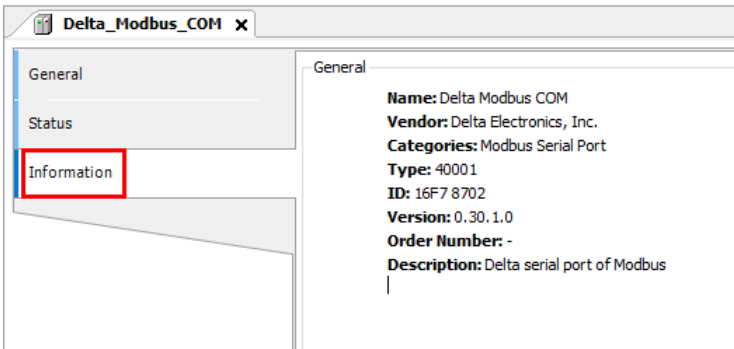 Delta_Modbus_COM x
General
Status
Information
General
Name: Delta Modbus COM
Vendor: Delta Electronics, Inc.
Categories: Modbus Serial Port
Type: 40001
ID: 16F7 8702
Version: 0.30.1.0
Order Number: -
Description: Delta serial port of Modbus